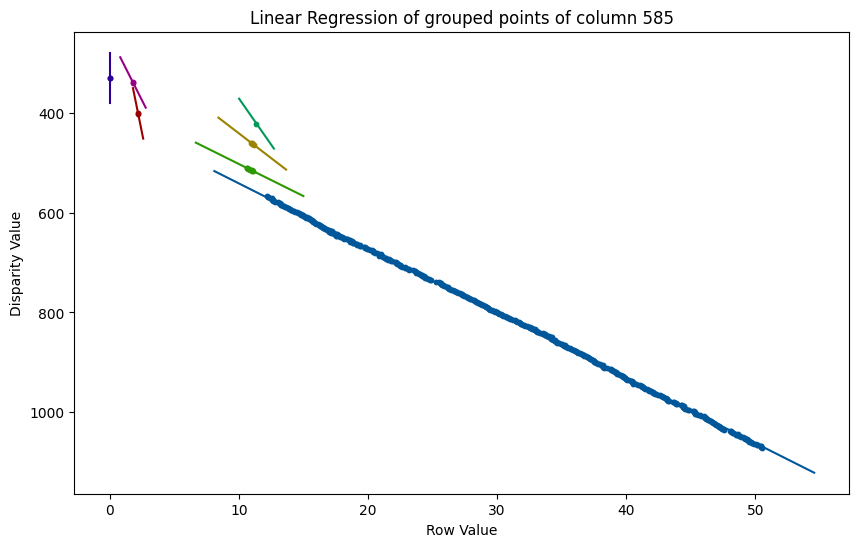 Linear Regression of grouped points of column 585
Disparity Value
400
600
800
1000
0 10 20 30 40 50
Row Value